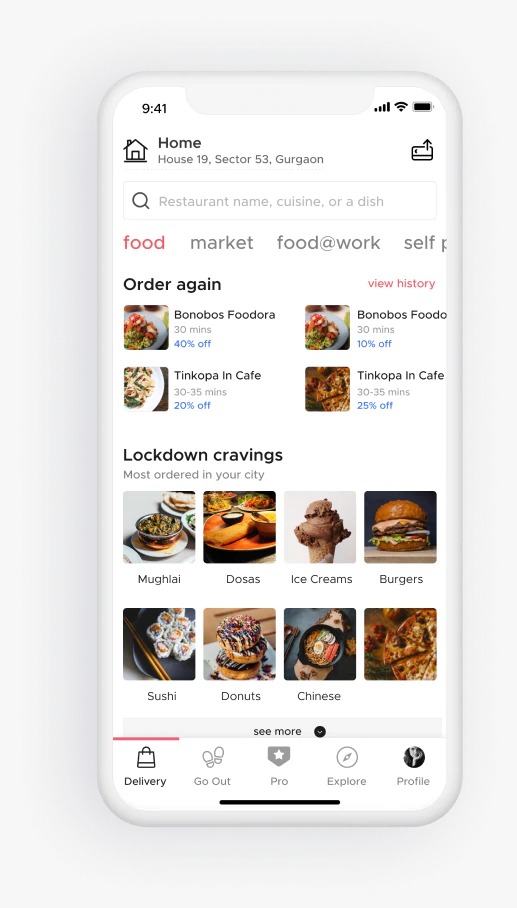 9:41
Home
House 19, Sector 53, Gurgaon
Restaurant name, cuisine, or a dish
food market food@work self p
Order again view history
Bonobos Foodora
30 mins
40% off
Bonobos Foodo
30 mins
10% off
Tinkopa In Cafe
30-35 mins
20% off
Tinkopa In Cafe
30-35 mins
25% off
Lockdown cravings
Most ordered in your city
Mughlai Dosas Ice Creams Burgers
Sushi Donuts Chinese
see more
Delivery Go Out Pro Explore Profile